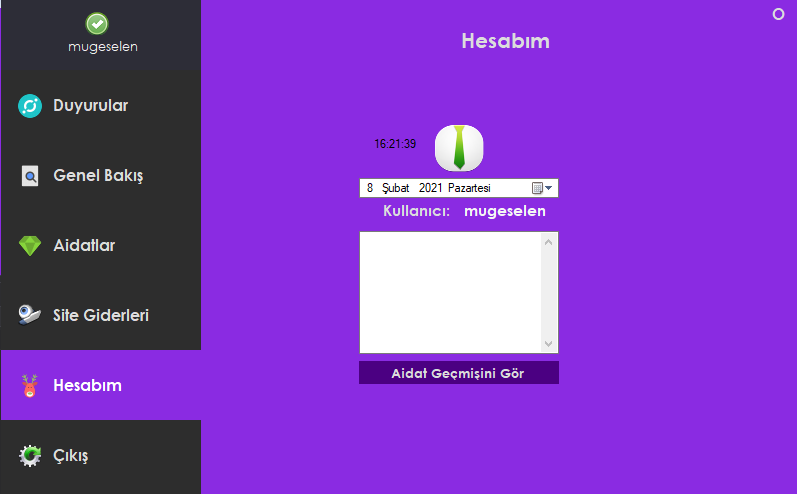 mugeselen
Duyurular
Genel Bakış
Aidatlar
Site Giderleri
Hesabım
Çıkış
O
Hesabım
16:21:39
8 Şubat 2021 Pazartesi
Kullanıcı: mugeselen
Aidat Geçmişini Gör